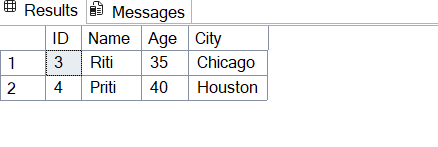 Results Messages
ID Name Age City
1 3 Riti 35 Chicago
2 4 Priti 40 Houston